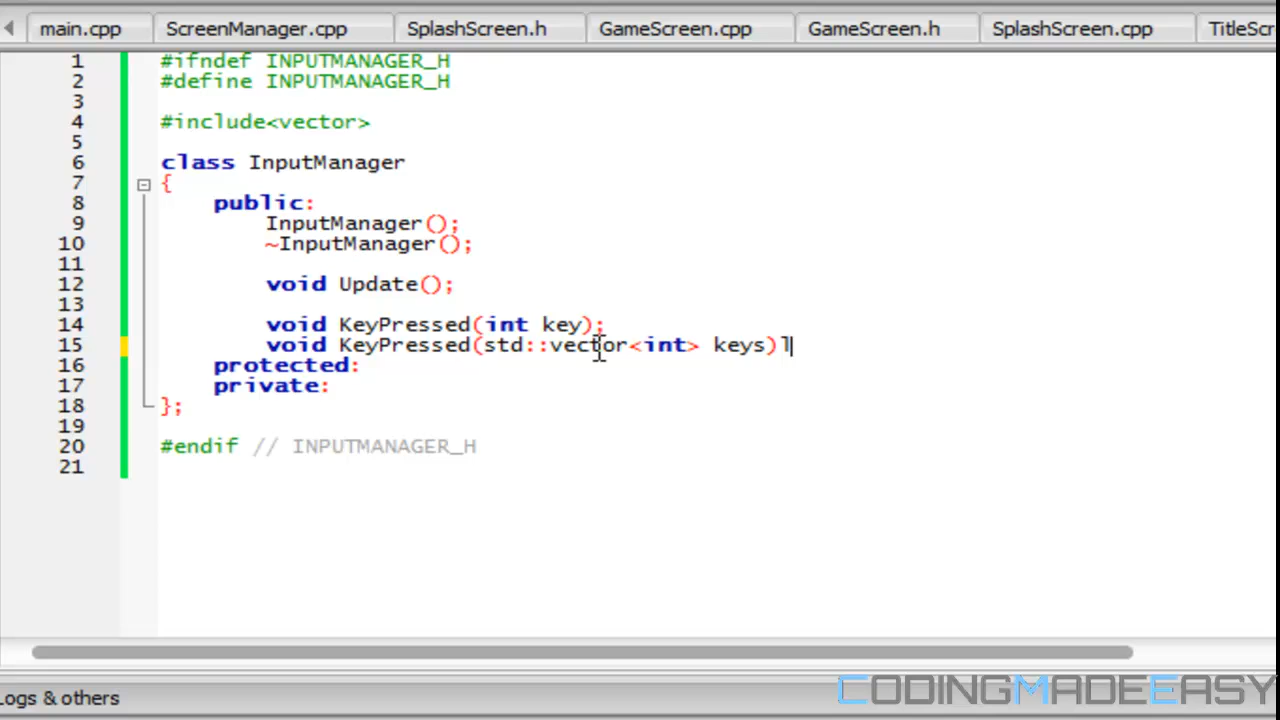 main.cpp ScreenManager.cpp SplashScreen.h GameScreen.cpp GameScreen.h SplashScreen.cpp TitleScr
1 #ifndef INPUTMANAGER_H
2 #define INPUTMANAGER_H
3
4 #include<vector>
5
6 class InputManager
7 {
8 public:
9 InputManager();
10 ~InputManager();
11
12 void Update();
13
14 void KeyPressed(int key);
15 void KeyPressed(std::vector<int> keys)l
16 protected:
17 private:
18 };
19
20 #endif // INPUTMANAGER_H
21
Logs & others
CODINGMADEEASY